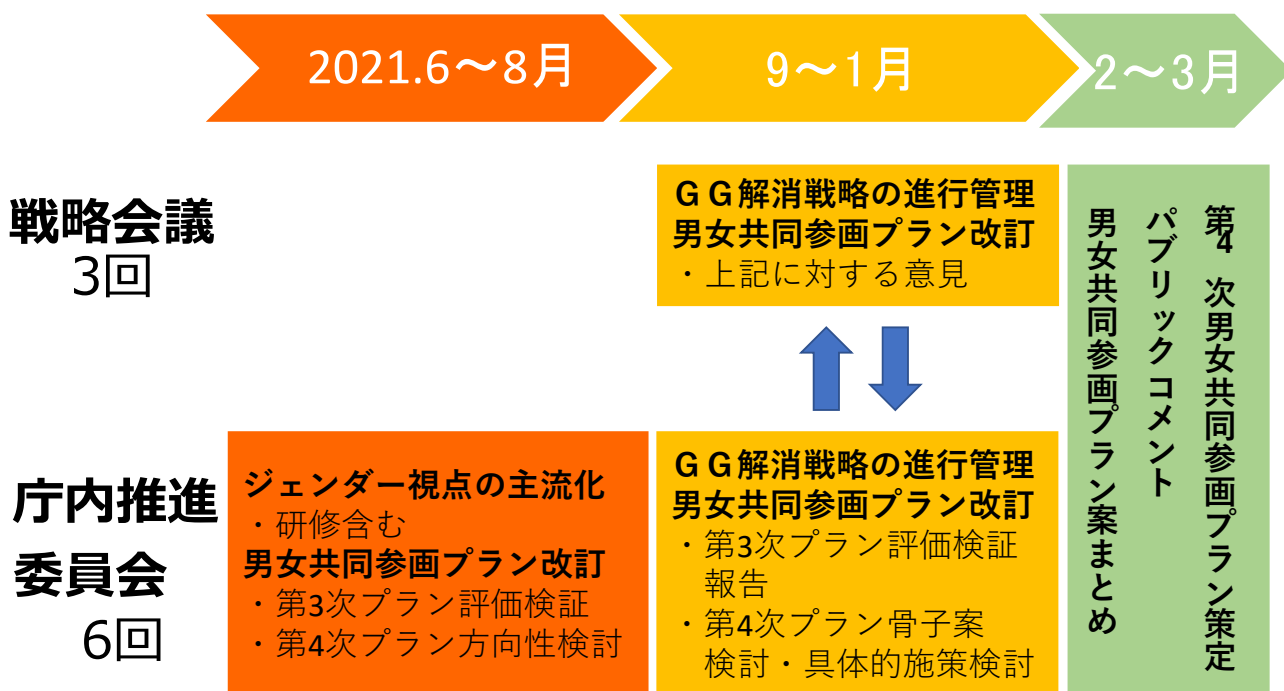 2021.6～8月
9～1月
2～3月
戦略会議
3回
ＧＧ解消戦略の進行管理
男女共同参画プラン改訂
・上記に対する意見
庁内推進
委員会
6回
ジェンダー視点の主流化
・研修含む
男女共同参画プラン改訂
・第3次プラン評価検証
・第4次プラン方向性検討
ＧＧ解消戦略の進行管理
男女共同参画プラン改訂
・第3次プラン評価検証
報告
・第4次プラン骨子案
検討・具体的施策検討
第4次男女共同参画プラン策定
パブリックコメント
男女共同参画プラン案まとめ